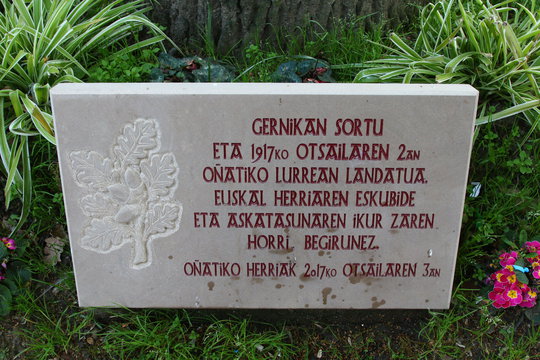 GERNIKAN SORTU
ETA 1917KO OTSAILAREN 2AN
OÑATIKO LURREAN LANDATUA.
EUSKAL HERRIAREN ESKUBIDE
ETA ASKATASUNAREN IKUR ZAREN
HORRI, BEGIRUNEZ.
OÑATIKO HERRIAK 2017KO OTSAILAREN 3AN